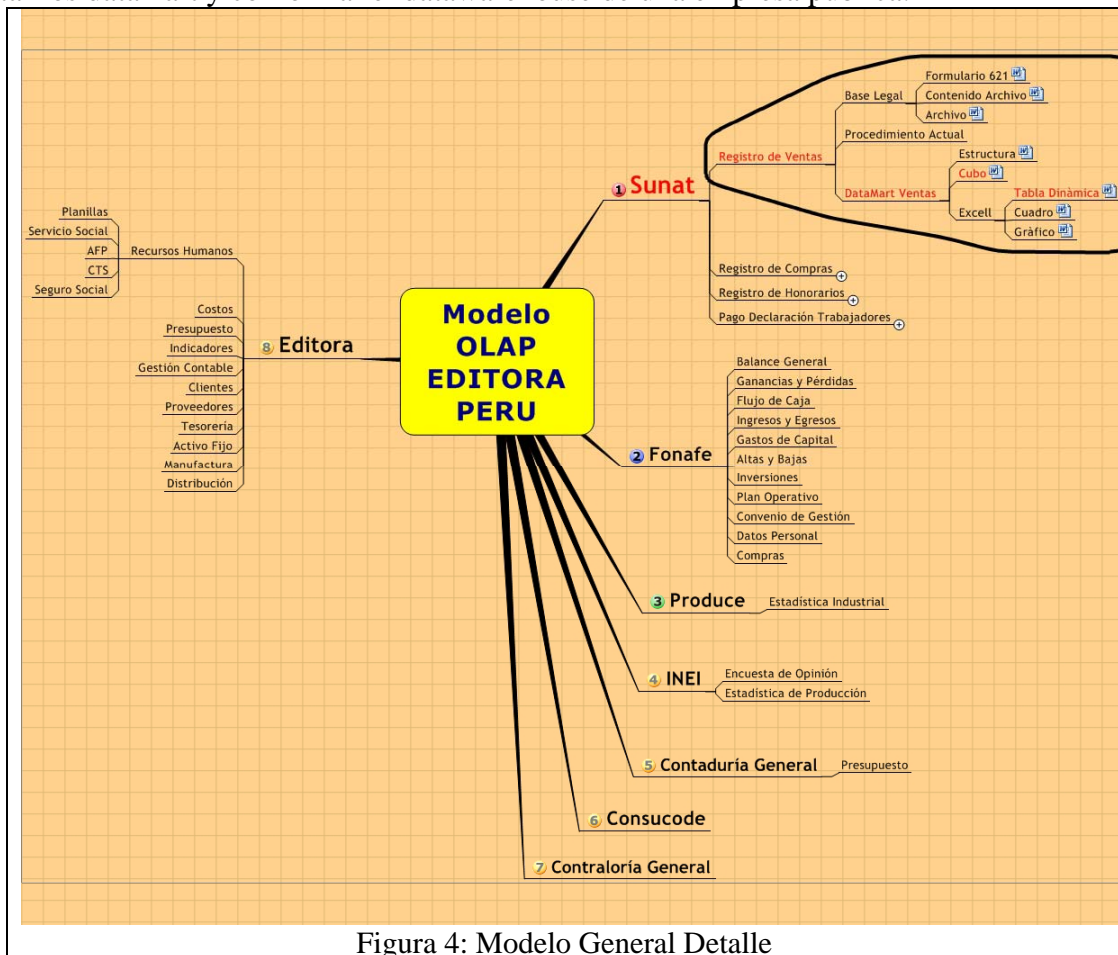 Modelo
OLAP
EDITORA
PERU
1 Sunat
Registro de Ventas
Base Legal
Formulario 621
Contenido Archivo
Archivo
Procedimiento Actual
DataMart Ventas
Estructura
Cubo
Excell
Tabla Dinàmica
Cuadro
Gràfico
Registro de Compras
Registro de Honorarios
Pago Declaración Trabajadores
2 Fonafe
Balance General
Ganancias y Pérdidas
Flujo de Caja
Ingresos y Egresos
Gastos de Capital
Altas y Bajas
Inversiones
Plan Operativo
Convenio de Gestión
Datos Personal
Compras
3 Produce
Estadística Industrial
4 INEI
Encuesta de Opinión
Estadística de Producción
5 Contaduría General
Presupuesto
6 Consucode
7 Contraloría General
8 Editora
Recursos Humanos
Planillas
Servicio Social
AFP
CTS
Seguro Social
Costos
Presupuesto
Indicadores
Gestión Contable
Clientes
Proveedores
Tesorería
Activo Fijo
Manufactura
Distribución
Figura 4: Modelo General Detalle